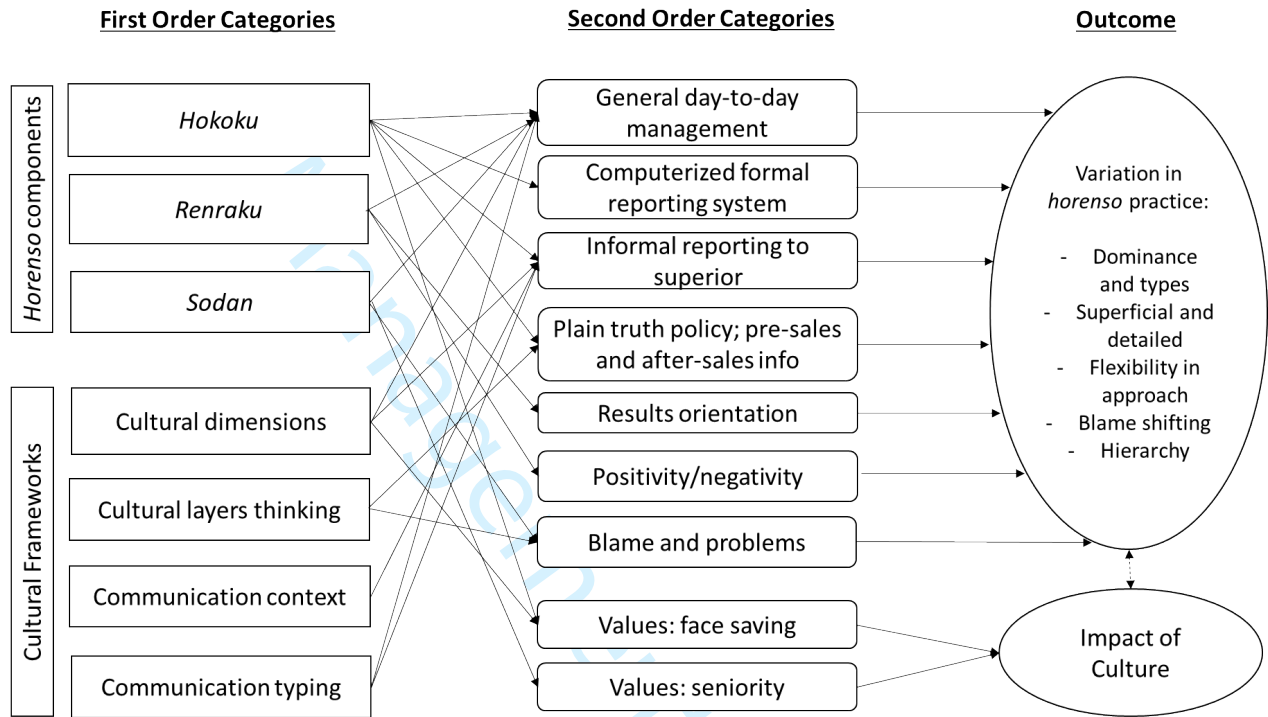 First Order Categories
Second Order Categories
Outcome
Horenso components
Hokoku
Renraku
Sodan
Cultural Frameworks
Cultural dimensions
Cultural layers thinking
Communication context
Communication typing
General day-to-day
management
Computerized formal
reporting system
Informal reporting to
superior
Plain truth policy; pre-sales
and after-sales info
Results orientation
Positivity/negativity
Blame and problems
Values: face saving
Values: seniority
Variation in
horenso practice:
- Dominance
and types
- Superficial and
detailed
- Flexibility in
approach
- Blame shifting
- Hierarchy
Impact of
Culture